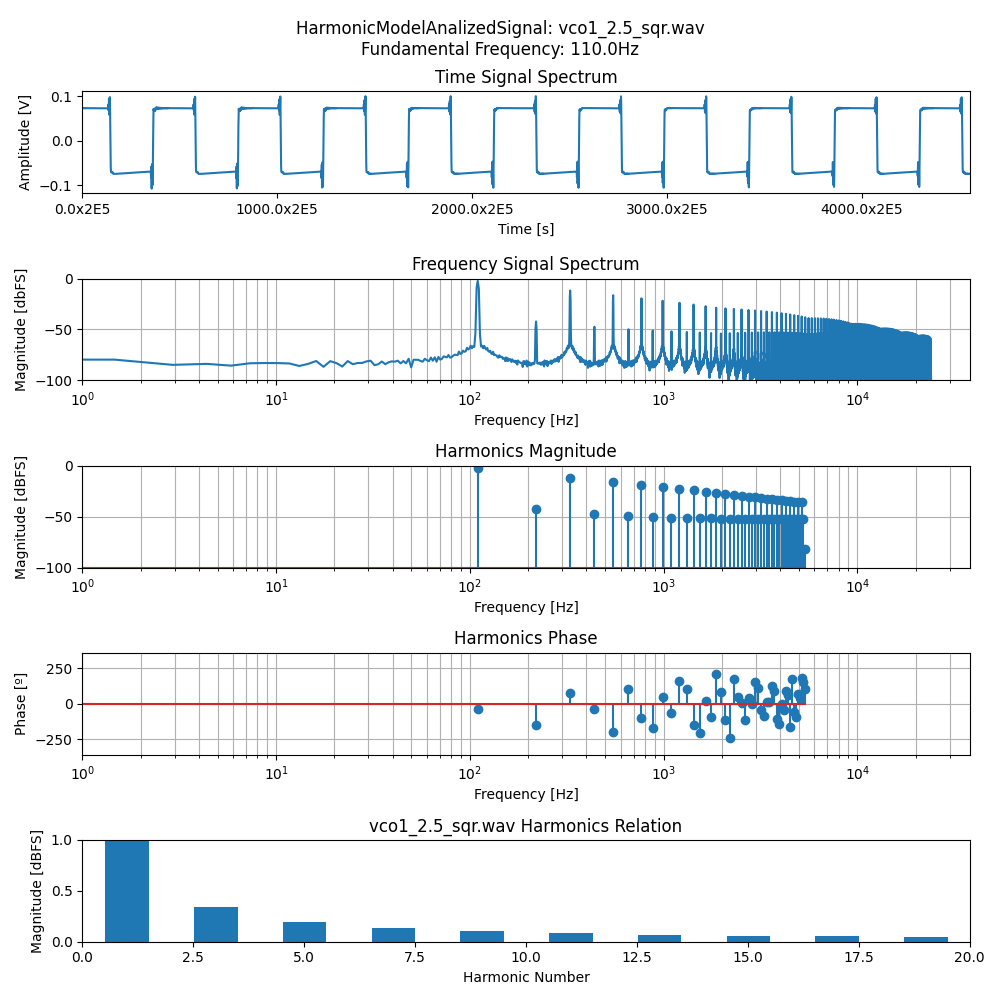 HarmonicModelAnalizedSignal: vco1_2.5_sqr.wav
Fundamental Frequency: 110.0Hz
Time Signal Spectrum
Amplitude [V]
0.1
0.0
−0.1
0.0x2E5 1000.0x2E5 2000.0x2E5 3000.0x2E5 4000.0x2E5
Time [s]
Frequency Signal Spectrum
Magnitude [dbFS]
0
−50
−100
10⁰ 10¹ 10² 10³ 10⁴
Frequency [Hz]
Harmonics Magnitude
Magnitude [dBFS]
0
−50
−100
10⁰ 10¹ 10² 10³ 10⁴
Frequency [Hz]
Harmonics Phase
Phase [º]
250
0
−250
10⁰ 10¹ 10² 10³ 10⁴
Frequency [Hz]
vco1_2.5_sqr.wav Harmonics Relation
Magnitude [dBFS]
1.0
0.5
0.0
0.0 2.5 5.0 7.5 10.0 12.5 15.0 17.5 20.0
Harmonic Number